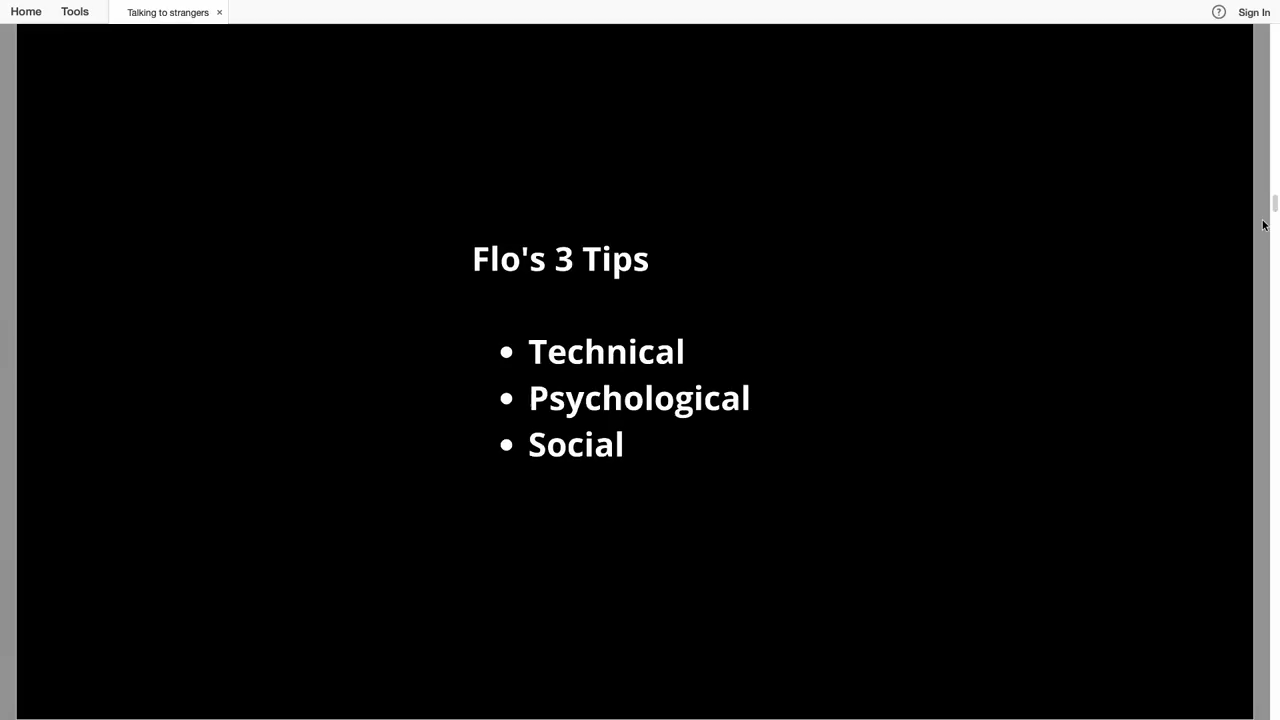 Home Tools Talking to strangers × ? Sign In
Flo's 3 Tips
• Technical
• Psychological
• Social